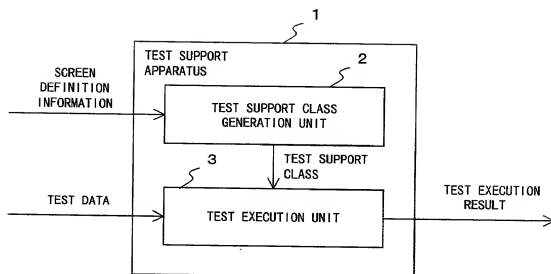 1
TEST SUPPORT
APPARATUS
2
SCREEN
DEFINITION
INFORMATION
TEST SUPPORT CLASS
GENERATION UNIT
3
TEST SUPPORT
CLASS
TEST DATA
TEST EXECUTION UNIT
TEST EXECUTION
RESULT